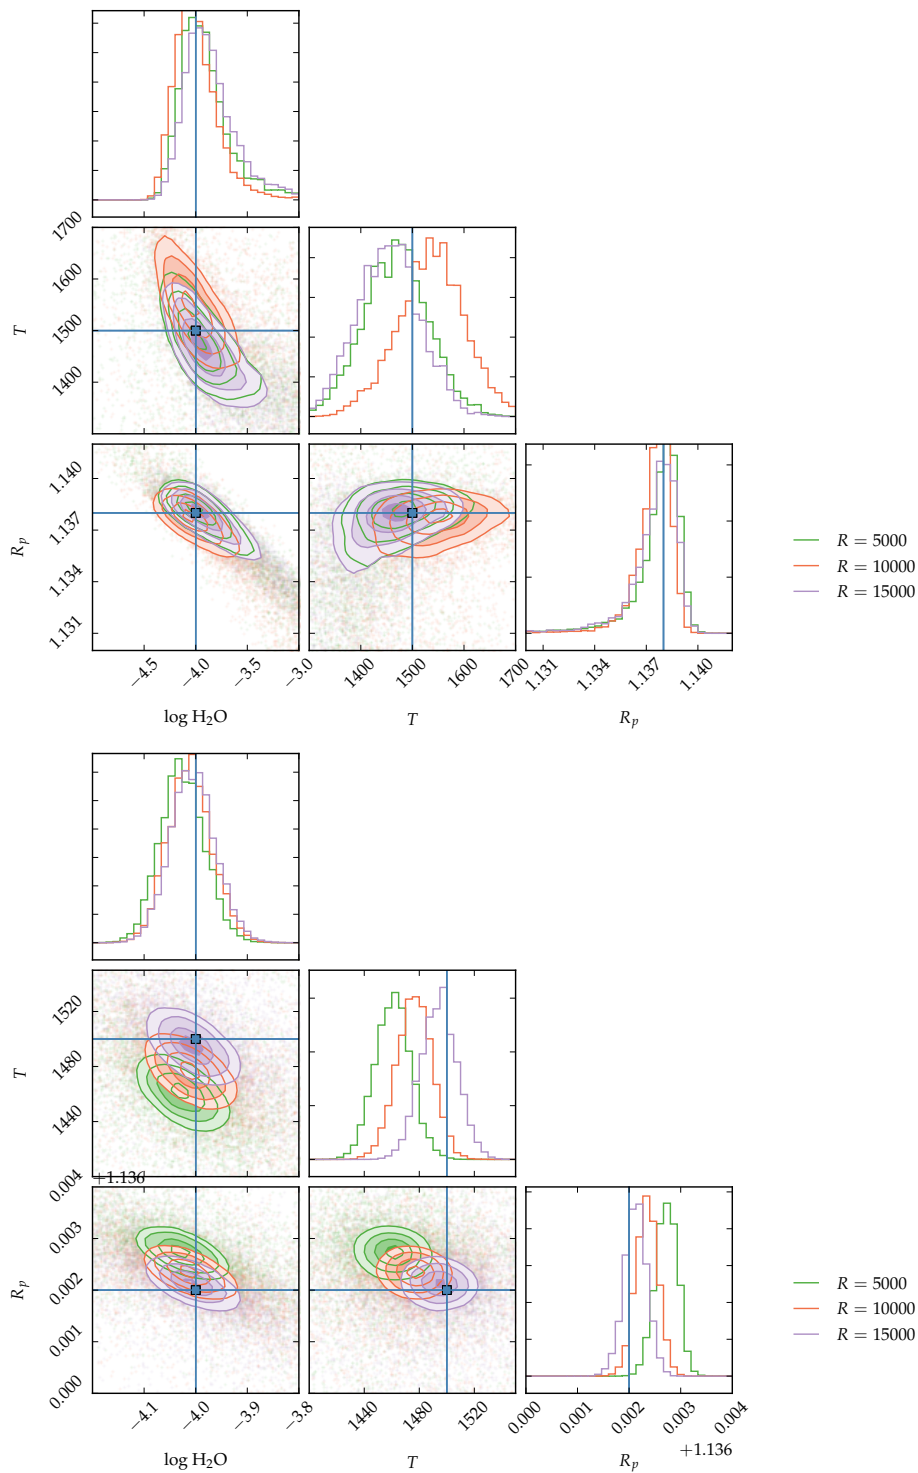 1700
1600
1500
1400
T
1.140
1.137
1.134
1.131
R_p
−4.5
−4.0
−3.5
−3.0
log H₂O
1400
1500
1600
1700
T
1.131
1.134
1.137
1.140
R_p
R = 5000
R = 10000
R = 15000
1520
1480
1440
T
+1.136
0.004
0.003
0.002
0.001
0.000
R_p
−4.1
−4.0
−3.9
−3.8
log H₂O
1440
1480
1520
T
0.000
0.001
0.002
0.003
0.004
+1.136
R_p
R = 5000
R = 10000
R = 15000